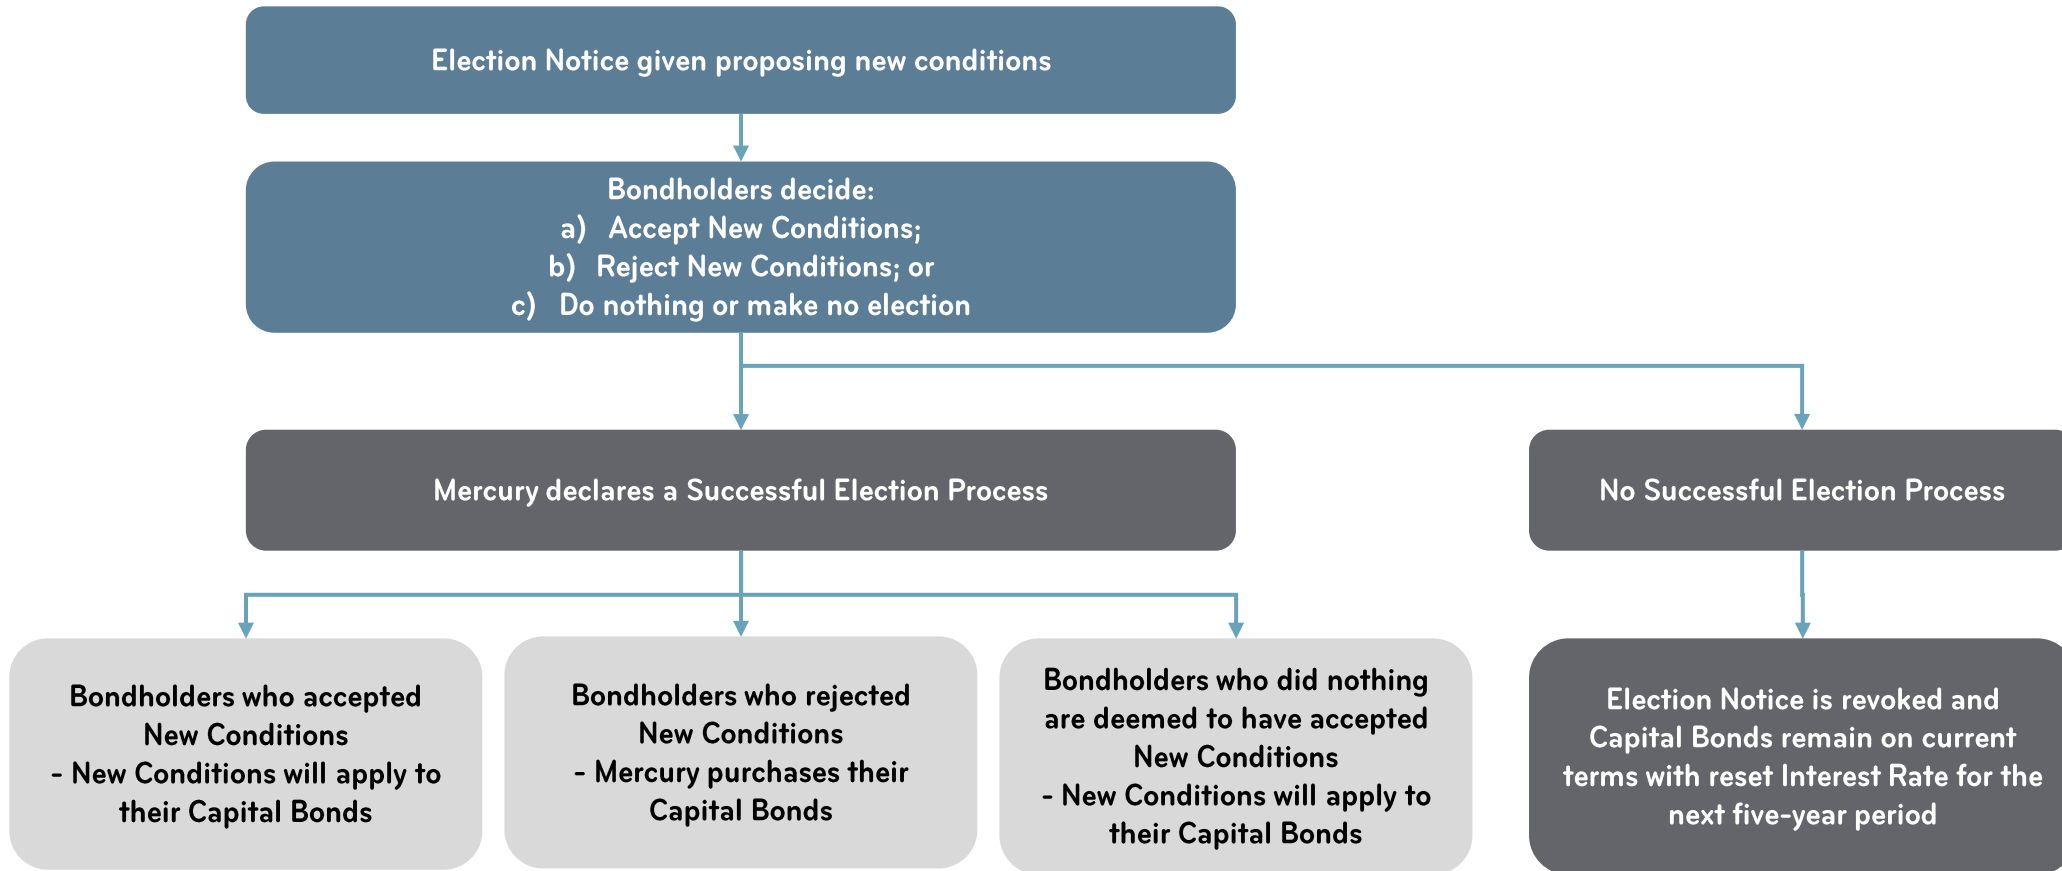 Election Notice given proposing new conditions
Bondholders decide:
a) Accept New Conditions;
b) Reject New Conditions; or
c) Do nothing or make no election
Mercury declares a Successful Election Process
No Successful Election Process
Bondholders who accepted
New Conditions
- New Conditions will apply to
their Capital Bonds
Bondholders who rejected
New Conditions
- Mercury purchases their
Capital Bonds
Bondholders who did nothing
are deemed to have accepted
New Conditions
- New Conditions will apply to
their Capital Bonds
Election Notice is revoked and
Capital Bonds remain on current
terms with reset Interest Rate for the
next five-year period